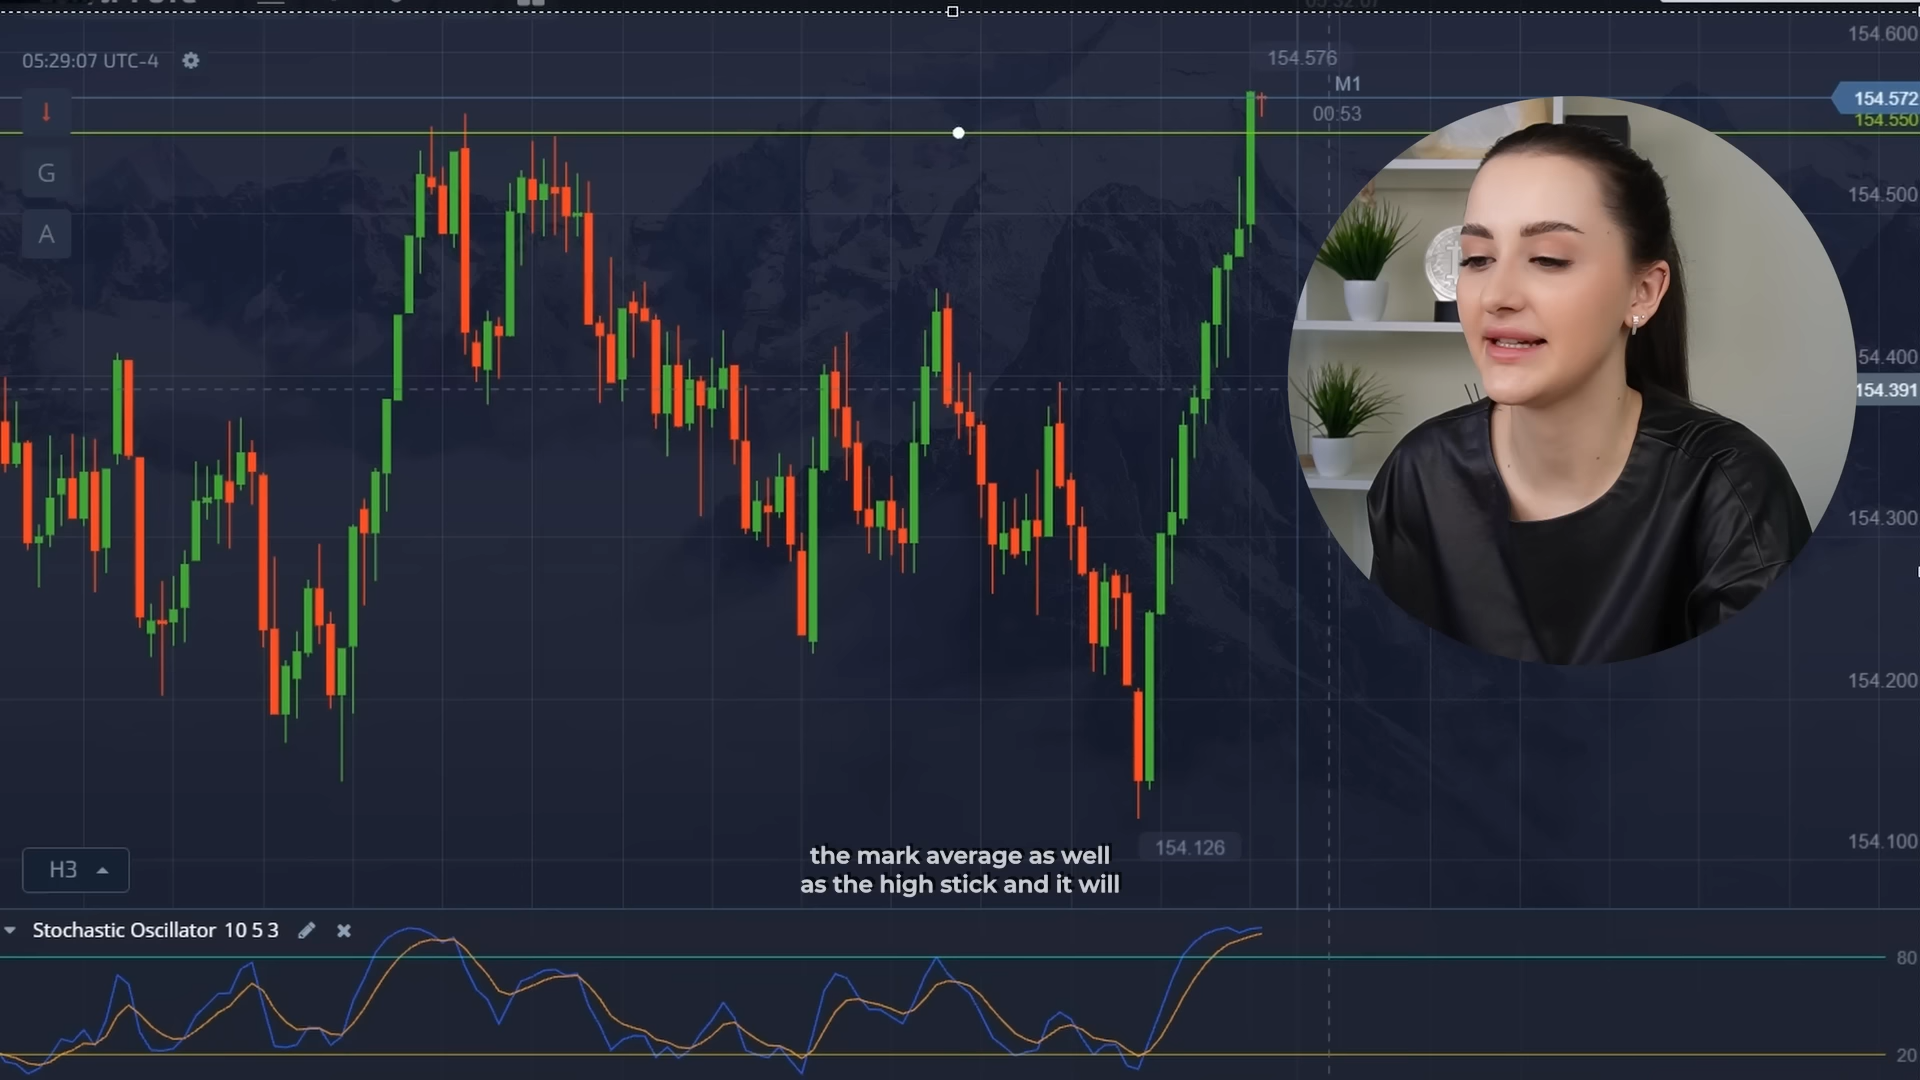 05:29:07 UTC-4
154.576
154.600
M1
154.572
00:53
154.550
G
154.500
A
154.400
154.391
154.300
154.200
154.126
154.100
H3
the mark average as well
as the high stick and it will
Stochastic Oscillator 10 5 3
80
20